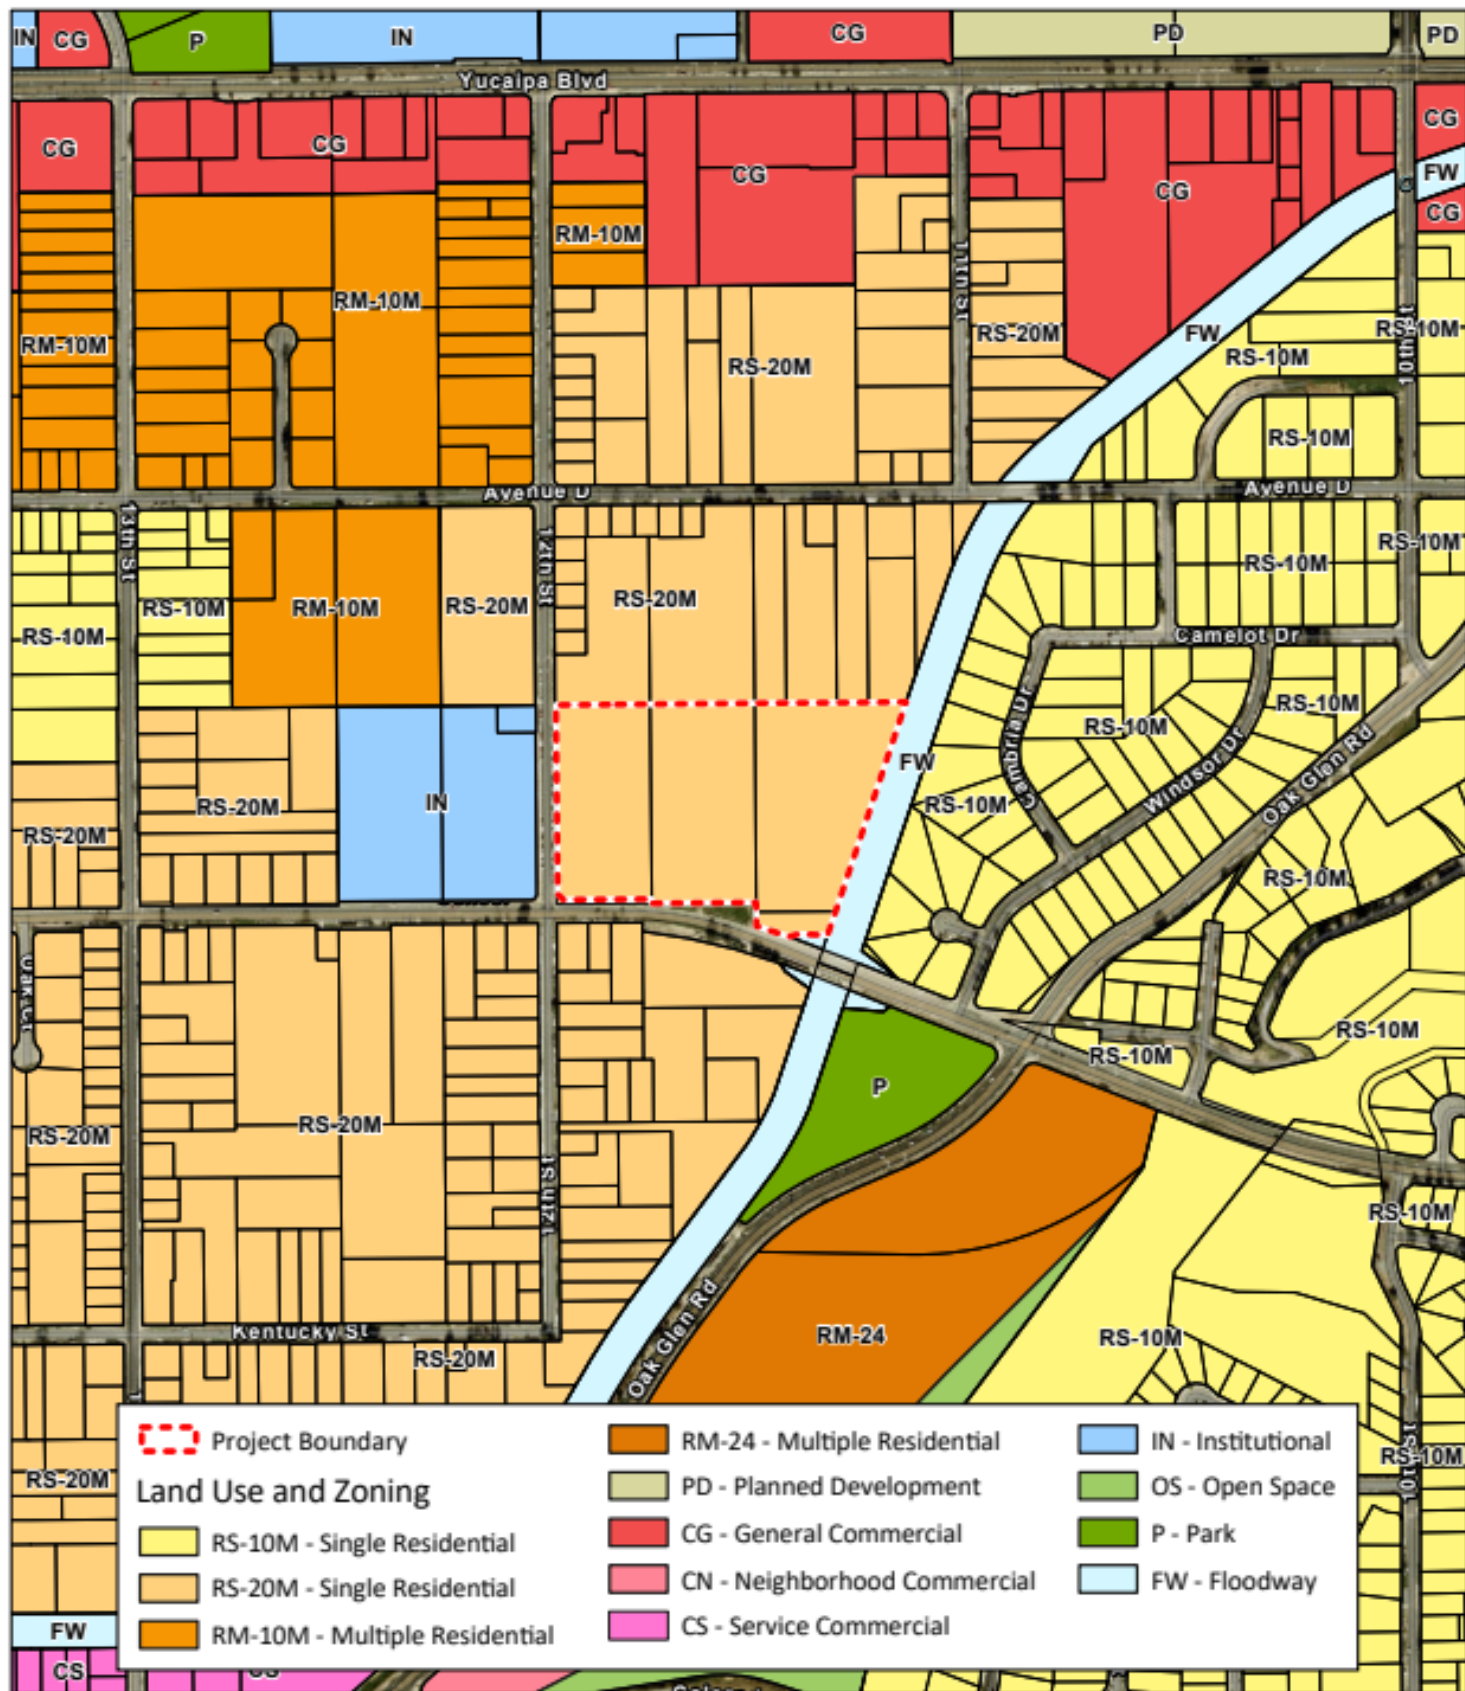 IN
CG
P
IN
CG
PD
PD
Yucaipa Blvd
CG
CG
CG
CG
CG
FW
CG
RM-10M
11th St
RM-10M
RM-10M
RS-20M
RS-20M
FW
RS-10M
RS-10M
10th St
RS-10M
Avenue D
Avenue D
13th St
12th St
RS-10M
RS-10M
RS-10M
RM-10M
RS-20M
RS-20M
RS-10M
Camelot Dr
Cambria Dr
RS-10M
RS-10M
Windsor Dr
Oak Glen Rd
FW
RS-10M
RS-20M
RS-20M
IN
RS-10M
Oak Ct
RS-10M
RS-10M
P
RS-20M
RS-20M
12th St
RS-10M
Kentucky St
RS-20M
Oak Glen Rd
RM-24
RS-10M
RS-20M
RS-10M
FW
CS
CS
Project Boundary
Land Use and Zoning
RS-10M - Single Residential
RS-20M - Single Residential
RM-10M - Multiple Residential
RM-24 - Multiple Residential
PD - Planned Development
CG - General Commercial
CN - Neighborhood Commercial
CS - Service Commercial
IN - Institutional
OS - Open Space
P - Park
FW - Floodway